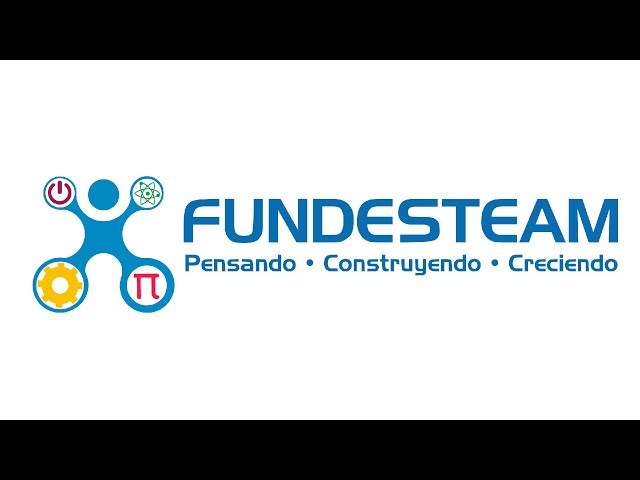 FUNDESTEAM
Pensando • Construyendo • Creciendo
π